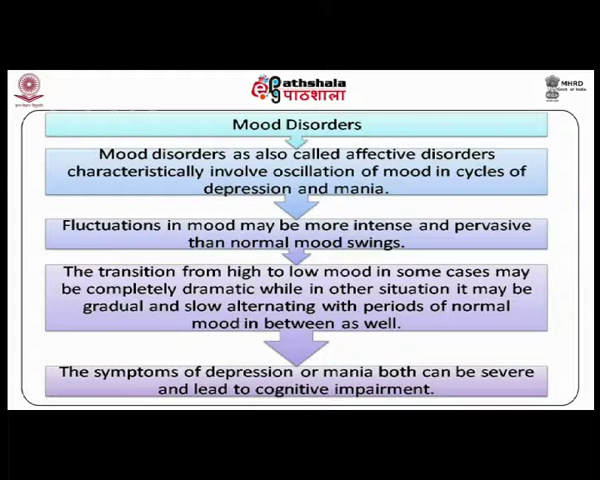 Pathshala
पाठशाला
MHRD
Govt. of India
Mood Disorders
Mood disorders as also called affective disorders
characteristically involve oscillation of mood in cycles of
depression and mania.
Fluctuations in mood may be more intense and pervasive
than normal mood swings.
The transition from high to low mood in some cases may
be completely dramatic while in other situation it may be
gradual and slow alternating with periods of normal
mood in between as well.
The symptoms of depression or mania both can be severe
and lead to cognitive impairment.